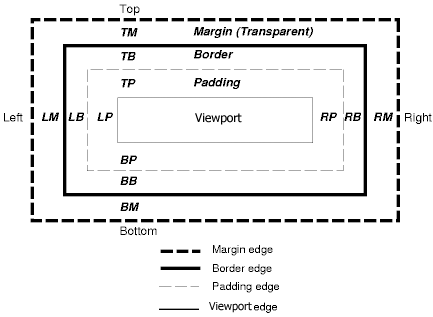 Top
TM Margin (Transparent)
TB Border
TP Padding
Left LM LB LP Viewport RP RB RM Right
BP
BB
BM
Bottom
Margin edge
Border edge
Padding edge
Viewport edge